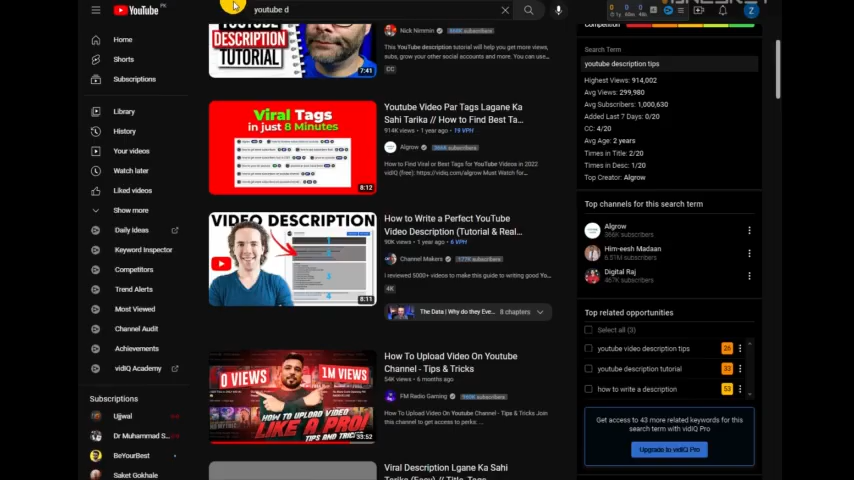 YouTube PK
youtube d
Home
Shorts
Subscriptions
Library
History
Your videos
Watch later
Liked videos
Show more
Daily Ideas
Keyword Inspector
Competitors
Trend Alerts
Most Viewed
Channel Audit
Achievements
vidIQ Academy
Subscriptions
Ujjwal
Dr Muhammad S...
BeYourBest
Saket Gokhale
YOUTUBE
DESCRIPTION
TUTORIAL
7:41
Nick Nimmin
subscribers
This YouTube description tutorial will help you get more views,
subs, grow your other social accounts and more. You can use...
CC
Viral Tags
in just 8 Minutes
8:12
Youtube Video Par Tags Lagane Ka
Sahi Tarika // How to Find Best Ta...
914K views • 1 year ago • 19 VPH
Algrow
366K subscribers
How to Find Viral or Best Tags for YouTube Videos in 2022
vidIQ (free): https://vidiq.com/algrow Must Watch for...
VIDEO DESCRIPTION
1
2
3
4
8:11
How to Write a Perfect YouTube
Video Description (Tutorial & Real...
90K views • 1 year ago • 6 VPH
Channel Makers
177K subscribers
I reviewed 5000+ videos to make this guide to writing good Yo...
4K
The Data | Why do they Eve...
8 chapters
0 VIEWS
1M VIEWS
HOW TO UPLOAD VIDEO
LIKE A PRO!
TIPS AND TRICKS
33:52
How To Upload Video On Youtube
Channel - Tips & Tricks
54K views • 6 months ago
FM Radio Gaming
subscribers
How To Upload Video On Youtube Channel - Tips & Tricks Join
this channel to get access to perks: ...
Viral Description Lgane Ka Sahi
Z
Competition
Search Term
youtube description tips
Highest Views: 914,002
Avg Views: 299,980
Avg Subscribers: 1,000,630
Added Last 7 Days: 0/20
CC: 4/20
Avg Age: 2 years
Times in Title: 2/20
Times in Desc: 1/20
Top Creator: Algrow
Top channels for this search term
Algrow
366K subscribers
Him-eesh Madaan
6.51M subscribers
Digital Raj
467K subscribers
Top related opportunities
Select all (3)
youtube video description tips
youtube description tutorial
how to write a description
53
Get access to 43 more related keywords for this
search term with vidIQ Pro
Upgrade to vidIQ Pro